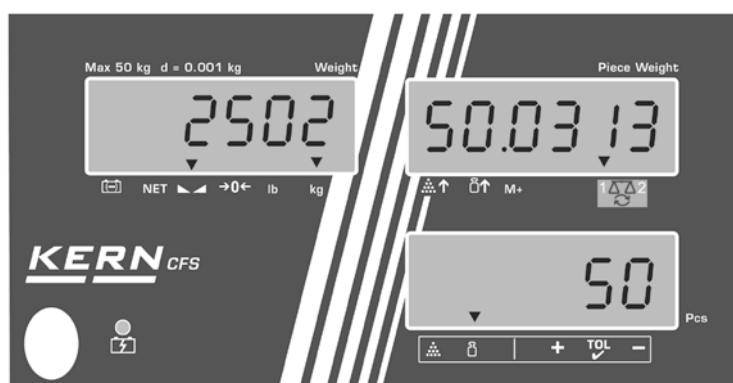 Max 50 kg d = 0.001 kg Weight
Piece Weight
2502
50.0313
NET →0← lb kg
M+
1 2
KERN CFS
50
Pcs
+ TOL −